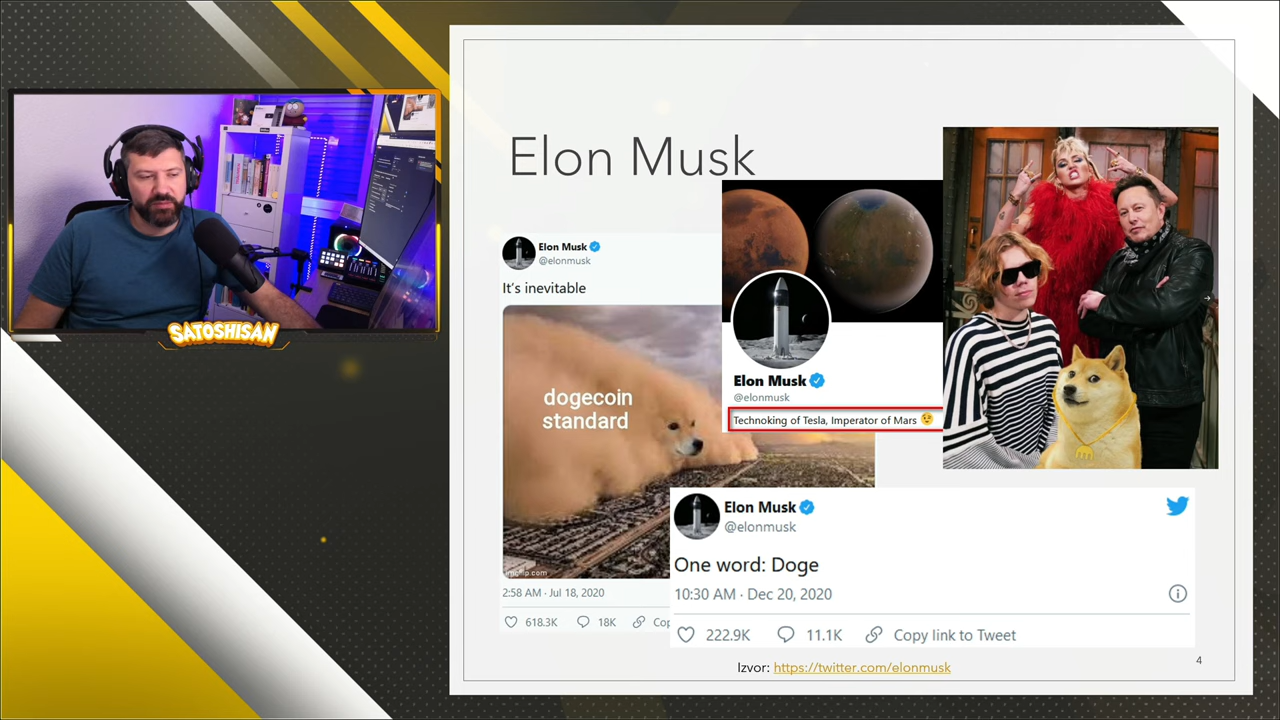 SATOSHISAN
Elon Musk
Elon Musk
@elonmusk
It's inevitable
dogecoin
standard
imgflip.com
2:58 AM · Jul 18, 2020
618.3K 18K Cop
Elon Musk
@elonmusk
Technoking of Tesla, Imperator of Mars 😉
Elon Musk
@elonmusk
One word: Doge
10:30 AM · Dec 20, 2020
222.9K 11.1K Copy link to Tweet
Izvor: https://twitter.com/elonmusk
4